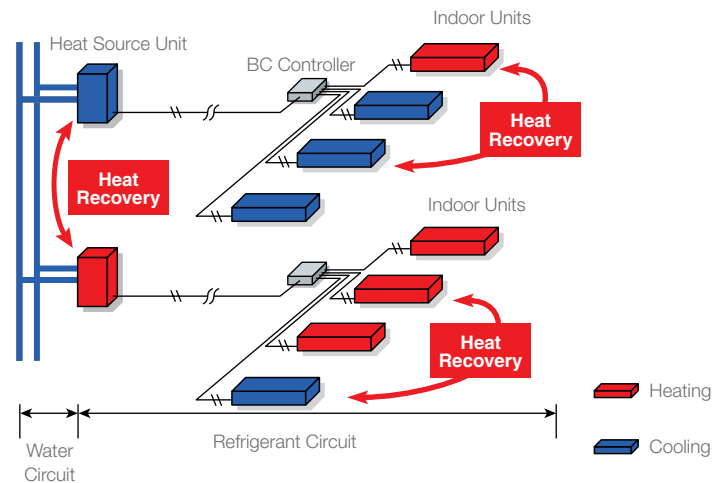 Indoor Units
Heat Source Unit
BC Controller
Heat
Recovery
Heat
Recovery
Indoor Units
Heat
Recovery
Heating
Refrigerant Circuit
Cooling
Water
Circuit